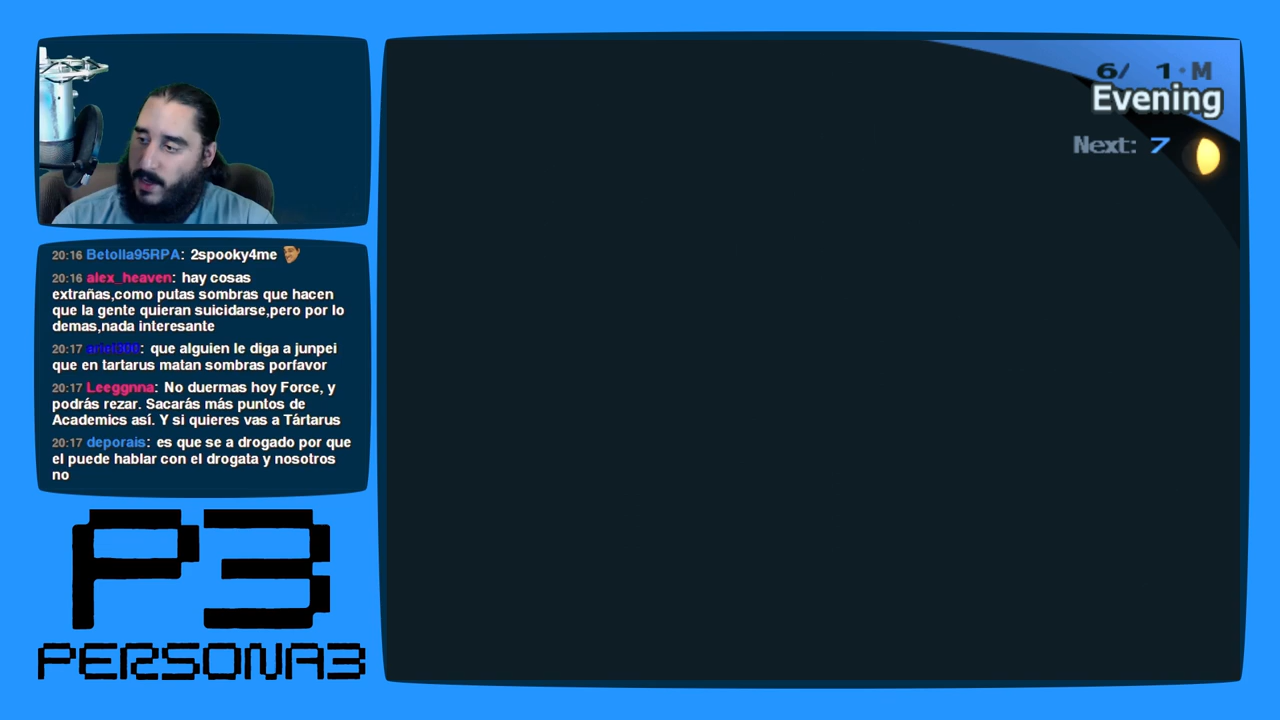 6/ 1·M
Evening
Next: 7
20:16 Betolla95RPA: 2spooky4me
20:16 alex_heaven: hay cosas
extrañas,como putas sombras que hacen
que la gente quieran suicidarse,pero por lo
demas,nada interesante
20:17 : que alguien le diga a junpei
que en tartarus matan sombras porfavor
20:17 Leeggnna: No duermas hoy Force, y
podrás rezar. Sacarás más puntos de
Academics así. Y si quieres vas a Tártarus
20:17 deporais: es que se a drogado por que
el puede hablar con el drogata y nosotros
no
P3
PERSONA3